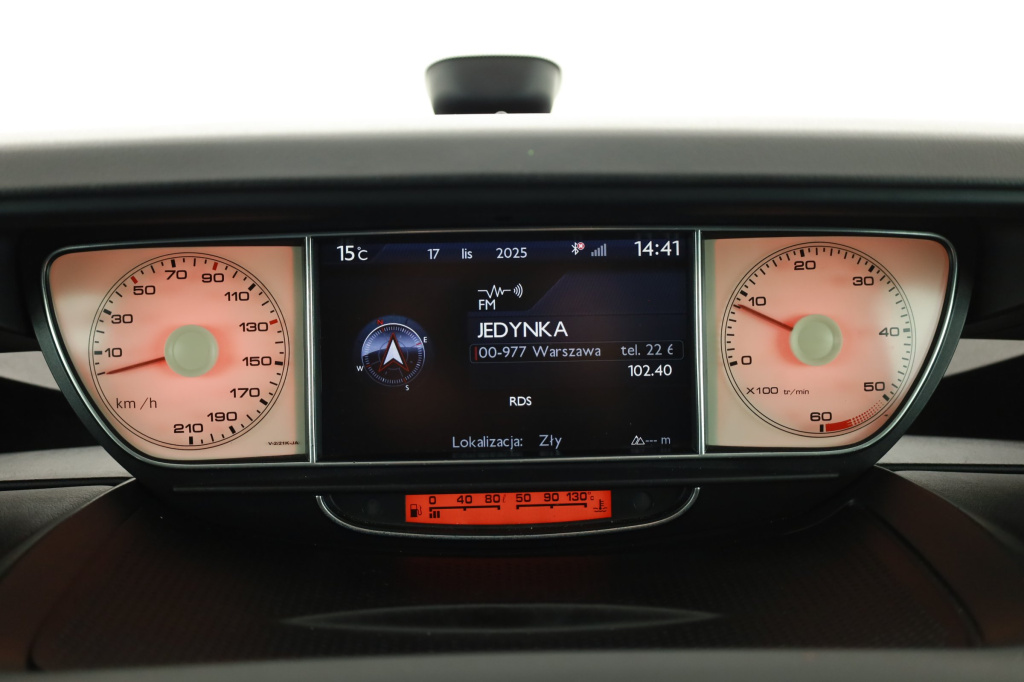 15°C 17 lis 2025 14:41
10 30 50 70 90 110 130 150 170 190 210
km/h
FM
JEDYNKA
00-977 Warszawa tel. 22 6
102.40
RDS
Lokalizacja: Zły --- m
N E S W
0 10 20 30 40 50 60
X100 tr/min
0 40 80 50 90 130